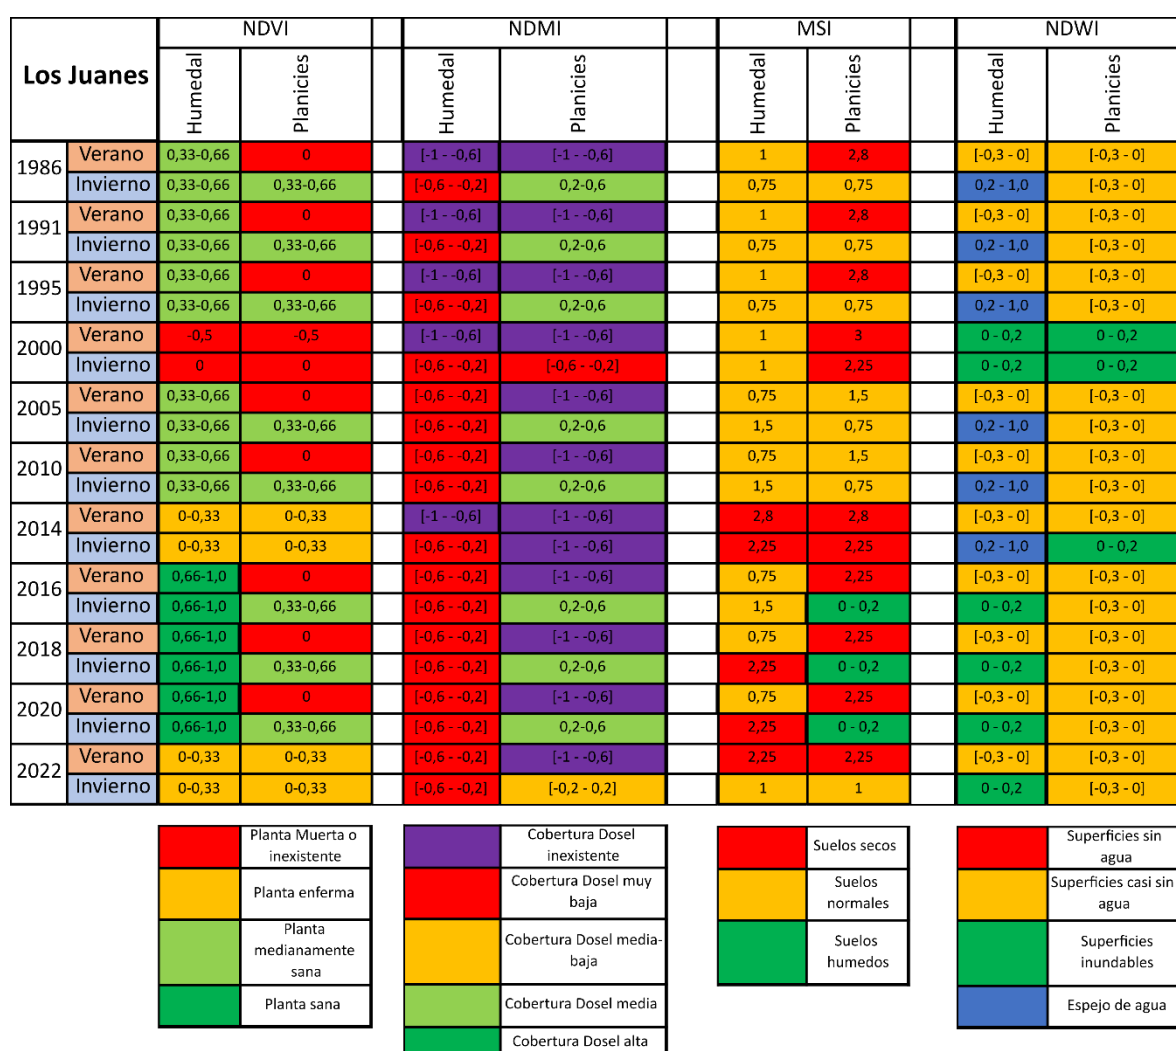 NDVI NDMI MSI NDWI
Los Juanes Humedal Planicies Humedal Planicies Humedal Planicies Humedal Planicies
1986 Verano 0,33-0,66 0 [-1 - -0,6] [-1 - -0,6] 1 2,8 [-0,3 - 0] [-0,3 - 0]
Invierno 0,33-0,66 0,33-0,66 [-0,6 - -0,2] 0,2-0,6 0,75 0,75 0,2 - 1,0 [-0,3 - 0]
1991 Verano 0,33-0,66 0 [-1 - -0,6] [-1 - -0,6] 1 2,8 [-0,3 - 0] [-0,3 - 0]
Invierno 0,33-0,66 0,33-0,66 [-0,6 - -0,2] 0,2-0,6 0,75 0,75 0,2 - 1,0 [-0,3 - 0]
1995 Verano 0,33-0,66 0 [-1 - -0,6] [-1 - -0,6] 1 2,8 [-0,3 - 0] [-0,3 - 0]
Invierno 0,33-0,66 0,33-0,66 [-0,6 - -0,2] 0,2-0,6 0,75 0,75 0,2 - 1,0 [-0,3 - 0]
2000 Verano -0,5 -0,5 [-1 - -0,6] [-1 - -0,6] 1 3 0 - 0,2 0 - 0,2
Invierno 0 0 [-0,6 - -0,2] [-0,6 - -0,2] 1 2,25 0 - 0,2 0 - 0,2
2005 Verano 0,33-0,66 0 [-0,6 - -0,2] [-1 - -0,6] 0,75 1,5 [-0,3 - 0] [-0,3 - 0]
Invierno 0,33-0,66 0,33-0,66 [-0,6 - -0,2] 0,2-0,6 1,5 0,75 0,2 - 1,0 [-0,3 - 0]
2010 Verano 0,33-0,66 0 [-0,6 - -0,2] [-1 - -0,6] 0,75 1,5 [-0,3 - 0] [-0,3 - 0]
Invierno 0,33-0,66 0,33-0,66 [-0,6 - -0,2] 0,2-0,6 1,5 0,75 0,2 - 1,0 [-0,3 - 0]
2014 Verano 0-0,33 0-0,33 [-1 - -0,6] [-1 - -0,6] 2,8 2,8 [-0,3 - 0] [-0,3 - 0]
Invierno 0-0,33 0-0,33 [-0,6 - -0,2] [-1 - -0,6] 2,25 2,25 0,2 - 1,0 0 - 0,2
2016 Verano 0,66-1,0 0 [-0,6 - -0,2] [-1 - -0,6] 0,75 2,25 [-0,3 - 0] [-0,3 - 0]
Invierno 0,66-1,0 0,33-0,66 [-0,6 - -0,2] 0,2-0,6 1,5 0 - 0,2 0 - 0,2 [-0,3 - 0]
2018 Verano 0,66-1,0 0 [-0,6 - -0,2] [-1 - -0,6] 0,75 2,25 [-0,3 - 0] [-0,3 - 0]
Invierno 0,66-1,0 0,33-0,66 [-0,6 - -0,2] 0,2-0,6 2,25 0 - 0,2 0 - 0,2 [-0,3 - 0]
2020 Verano 0,66-1,0 0 [-0,6 - -0,2] [-1 - -0,6] 0,75 2,25 [-0,3 - 0] [-0,3 - 0]
Invierno 0,66-1,0 0,33-0,66 [-0,6 - -0,2] 0,2-0,6 2,25 0 - 0,2 0 - 0,2 [-0,3 - 0]
2022 Verano 0-0,33 0-0,33 [-0,6 - -0,2] [-1 - -0,6] 2,25 2,25 [-0,3 - 0] [-0,3 - 0]
Invierno 0-0,33 0-0,33 [-0,6 - -0,2] [-0,2 - 0,2] 1 1 0 - 0,2 [-0,3 - 0]
Planta Muerta o
inexistente
Planta enferma
Planta
medianamente
sana
Planta sana
Cobertura Dosel
inexistente
Cobertura Dosel muy
baja
Cobertura Dosel media-
baja
Cobertura Dosel media
Cobertura Dosel alta
Suelos secos
Suelos
normales
Suelos
humedos
Superficies sin
agua
Superficies casi sin
agua
Superficies
inundables
Espejo de agua